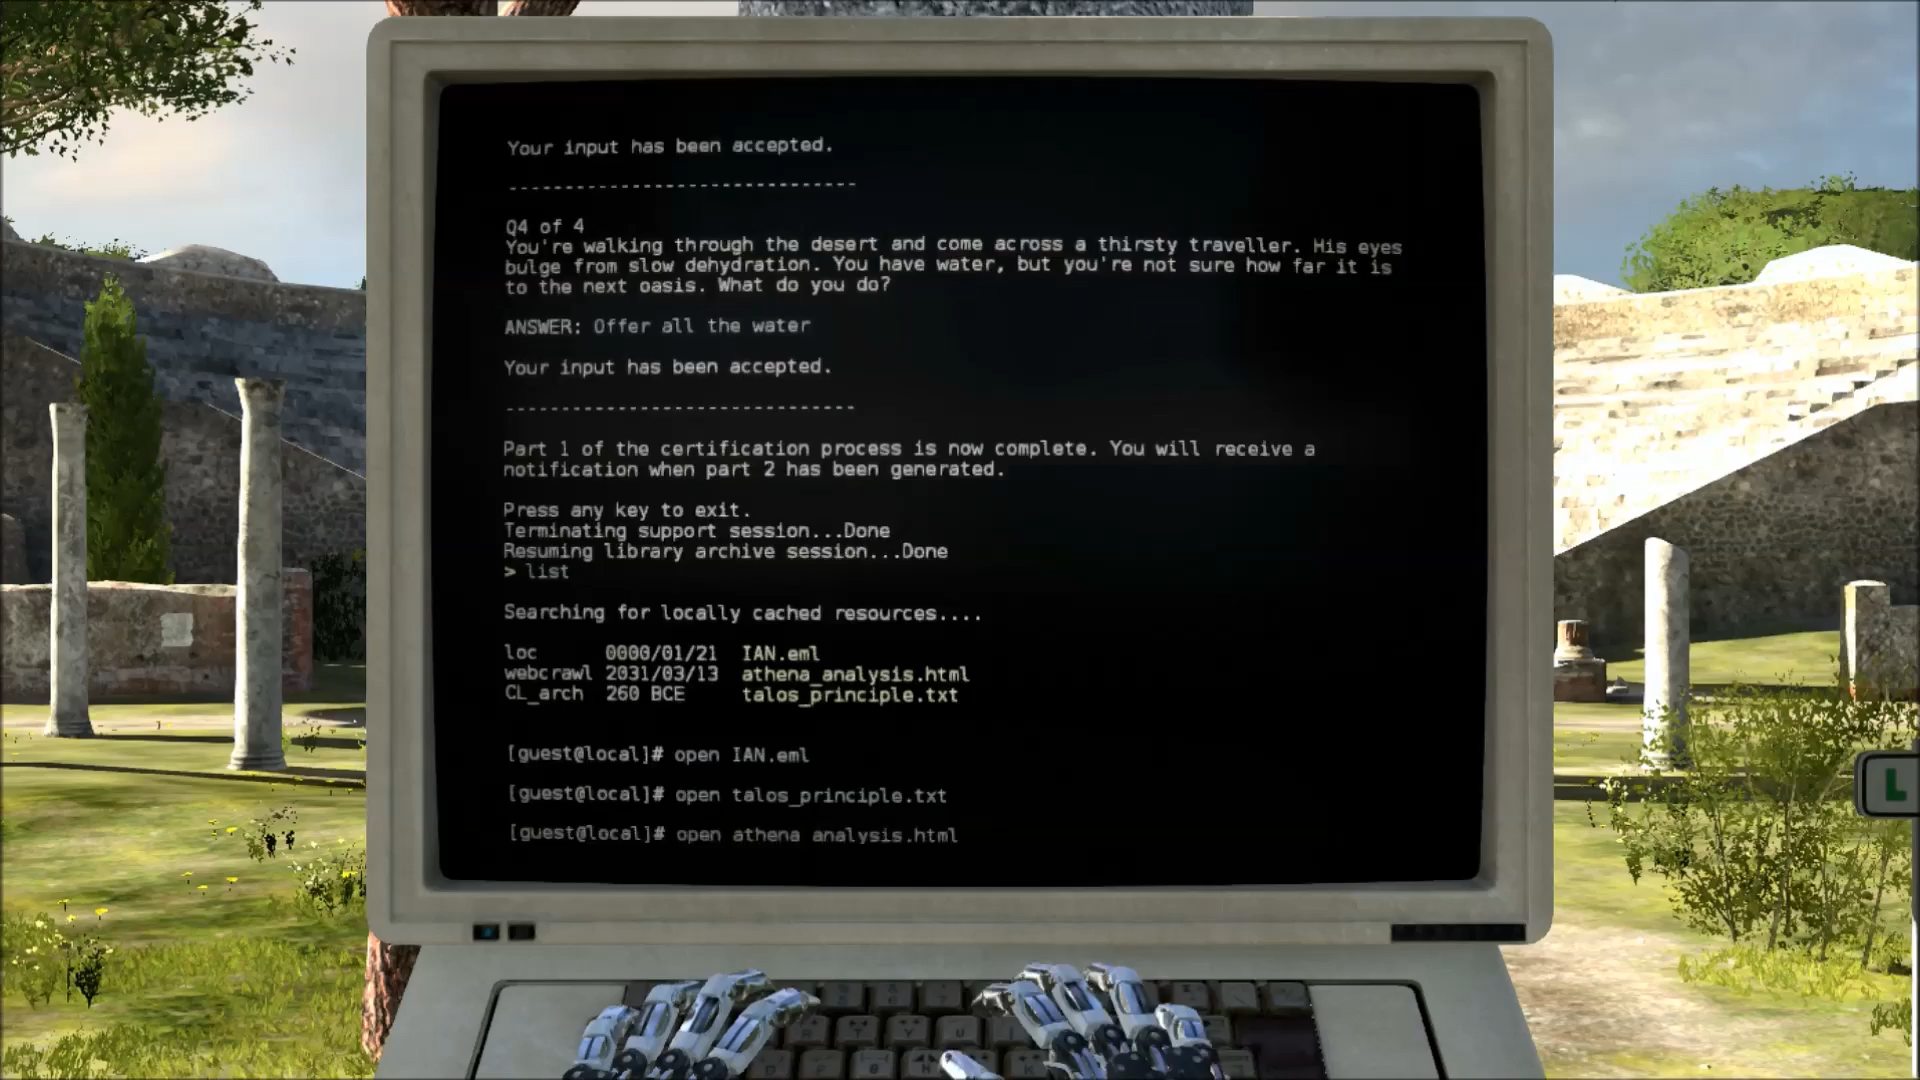 Your input has been accepted.
-------------------------------
Q4 of 4
You're walking through the desert and come across a thirsty traveller. His eyes
bulge from slow dehydration. You have water, but you're not sure how far it is
to the next oasis. What do you do?
ANSWER: Offer all the water
Your input has been accepted.
-------------------------------
Part 1 of the certification process is now complete. You will receive a
notification when part 2 has been generated.
Press any key to exit.
Terminating support session...Done
Resuming library archive session...Done
> list
Searching for locally cached resources....
loc 0000/01/21 IAN.eml
webcrawl 2031/03/13 athena_analysis.html
CL_arch 260 BCE talos_principle.txt
[guest@local]# open IAN.eml
[guest@local]# open talos_principle.txt
[guest@local]# open athena analysis.html
L